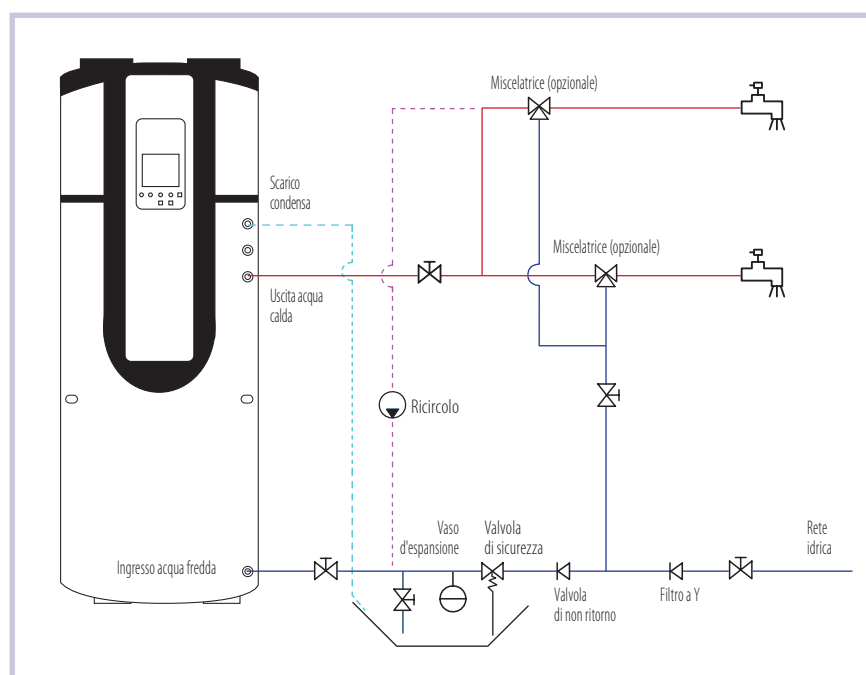 Miscelatrice (opzionale)
Scarico
condensa
Miscelatrice (opzionale)
Uscita acqua
calda
Ricircolo
Vaso
d'espansione
Valvola
di sicurezza
Rete
idrica
Ingresso acqua fredda
Valvola
di non ritorno
Filtro a Y